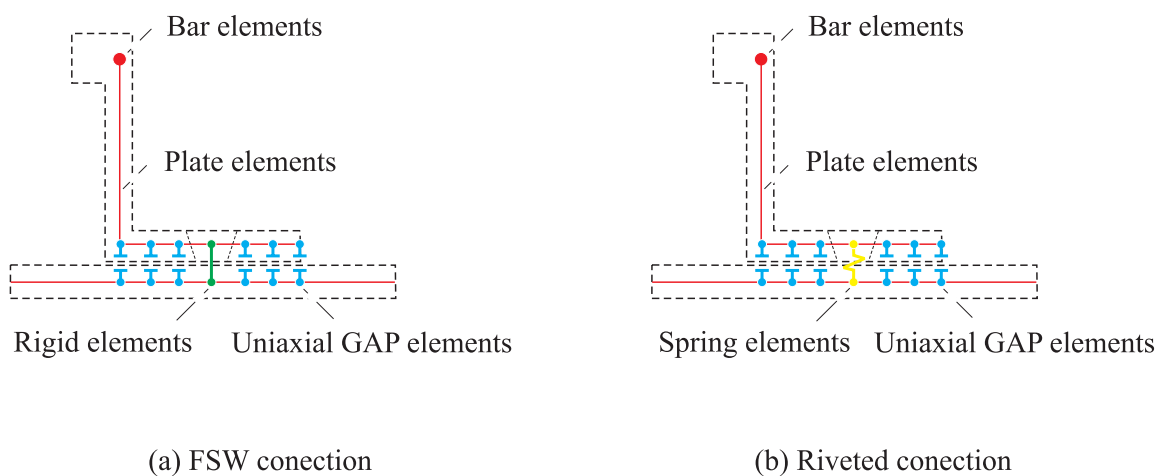 Bar elements
Plate elements
Rigid elements
Uniaxial GAP elements
(a) FSW conection
Bar elements
Plate elements
Spring elements
Uniaxial GAP elements
(b) Riveted conection